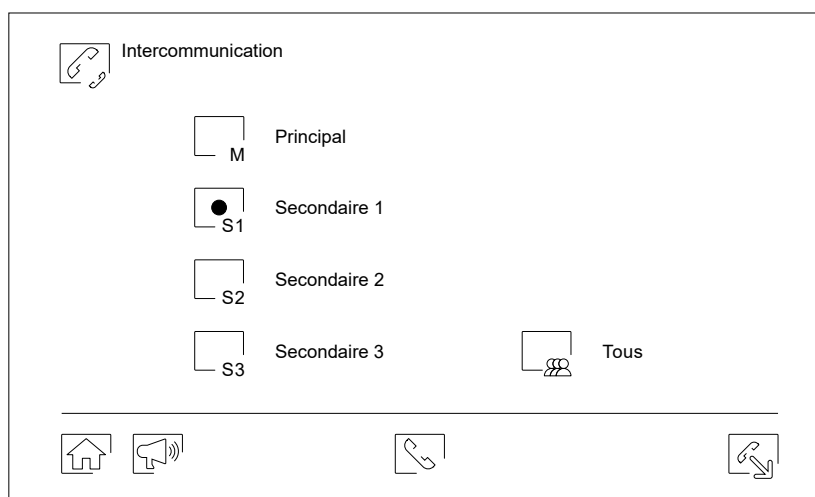 Intercommunication
M
Principal
S1
Secondaire 1
S2
Secondaire 2
S3
Secondaire 3
Tous